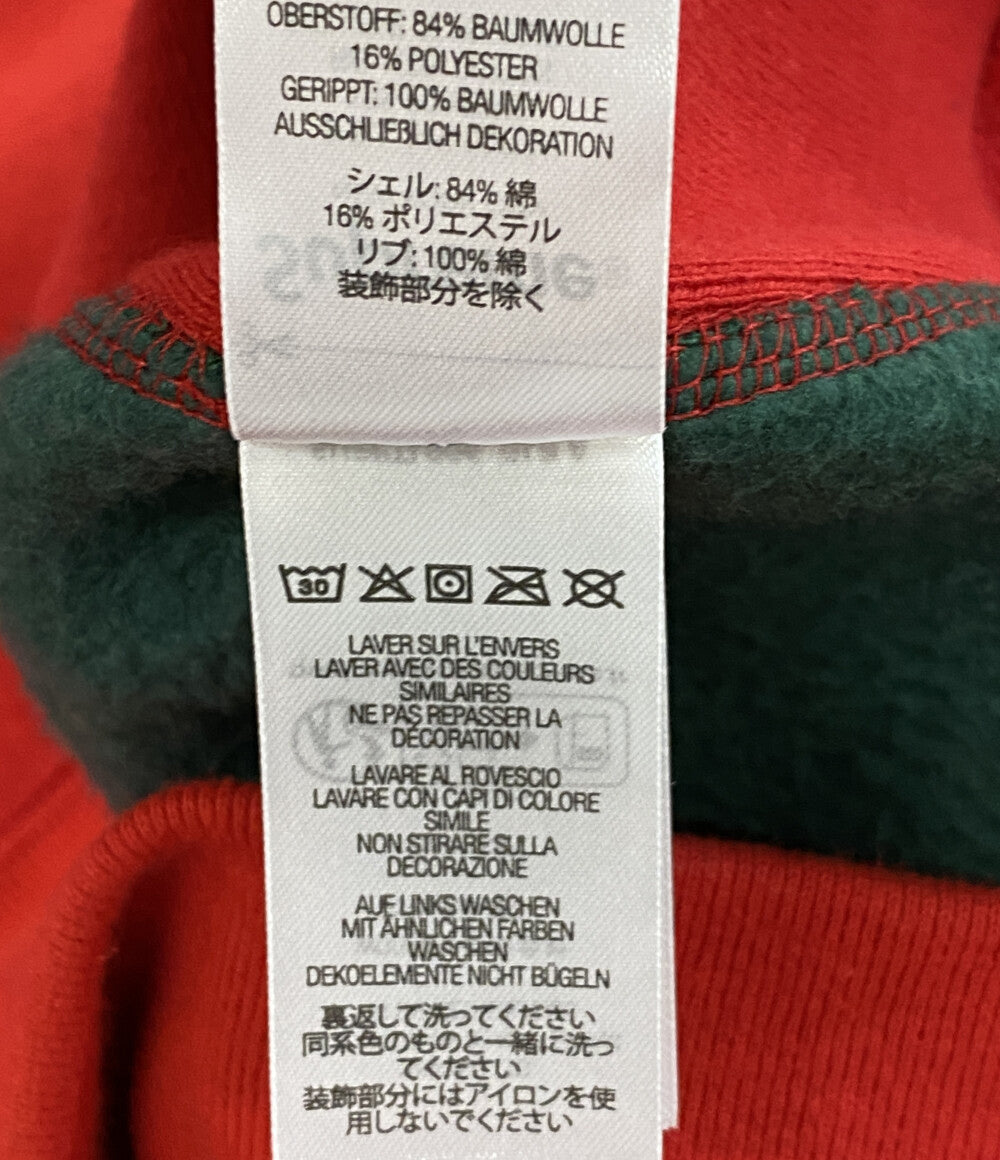 OBERSTOFF: 84% BAUMWOLLE
16% POLYESTER
GERIPPT: 100% BAUMWOLLE
AUSSCHLIEẞLICH DEKORATION
シェル: 84% 綿
16% ポリエステル
リブ: 100% 綿
装飾部分を除く
30
LAVER SUR L'ENVERS
LAVER AVEC DES COULEURS
SIMILAIRES
NE PAS REPASSER LA
DÉCORATION
LAVARE AL ROVESCIO
LAVARE CON CAPI DI COLORE
SIMILE
NON STIRARE SULLA
DECORAZIONE
AUF LINKS WASCHEN
MIT ÄHNLICHEN FARBEN
WASCHEN
DEKOELEMENTE NICHT BÜGELN
裏返して洗ってください
同系色のものと一緒に洗っ
てください
装飾部分にはアイロンを使
用しないでください